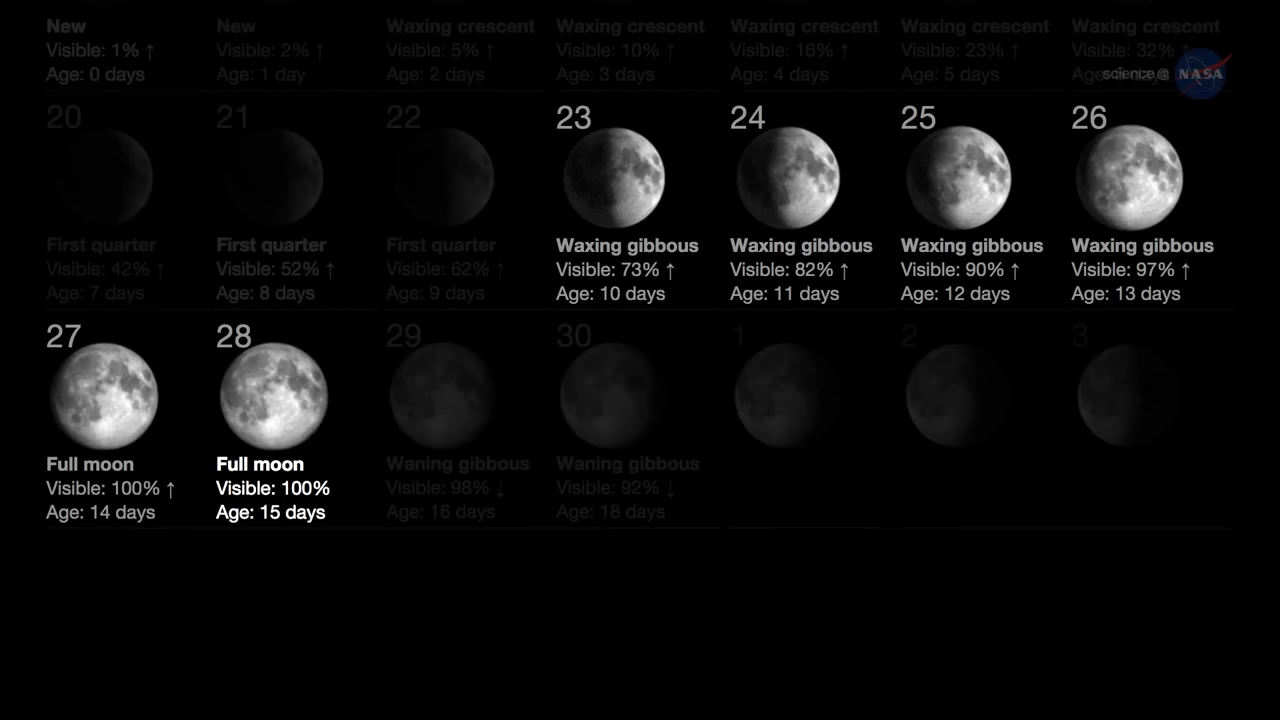 New New Waxing crescent Waxing crescent Waxing crescent Waxing crescent Waxing crescent
Visible: 1% ↑ Visible: 2% ↑ Visible: 5% ↑ Visible: 10% ↑ Visible: 16% ↑ Visible: 23% ↑ Visible: 32% ↑
Age: 0 days Age: 1 day Age: 2 days Age: 3 days Age: 4 days Age: 5 days
science@ NASA
20 21 22 23 24 25 26
First quarter First quarter First quarter Waxing gibbous Waxing gibbous Waxing gibbous Waxing gibbous
Visible: 42% ↑ Visible: 52% ↑ Visible: 62% ↑ Visible: 73% ↑ Visible: 82% ↑ Visible: 90% ↑ Visible: 97% ↑
Age: 7 days Age: 8 days Age: 9 days Age: 10 days Age: 11 days Age: 12 days Age: 13 days
27 28 29 30 1 2 3
Full moon Full moon Waning gibbous Waning gibbous
Visible: 100% ↑ Visible: 100% Visible: 98% ↓ Visible: 92% ↓
Age: 14 days Age: 15 days Age: 16 days Age: 18 days